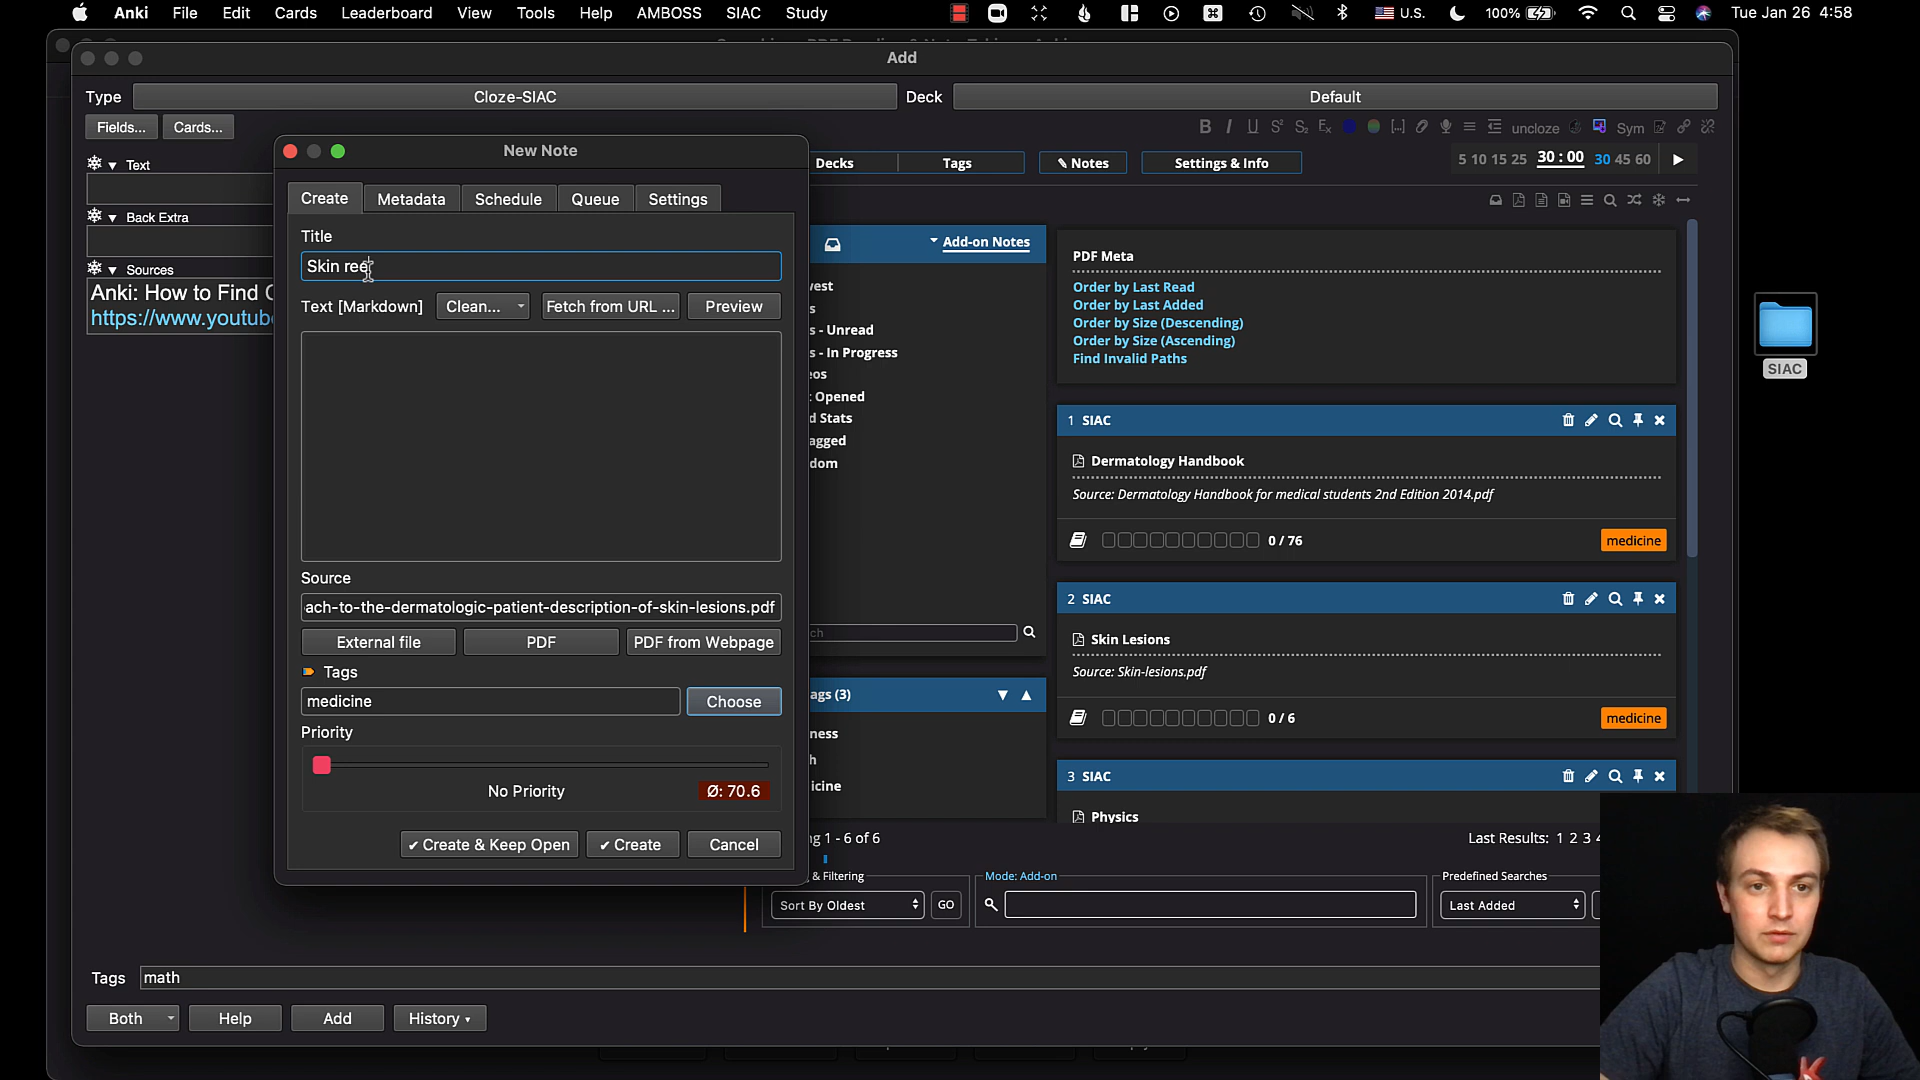 Anki File Edit Cards Leaderboard View Tools Help AMBOSS SIAC Study U.S. 100% Tue Jan 26 4:58
Add
Type Cloze-SIAC Deck Default
Fields... Cards... B I U S² S₂ Ex [...] uncloze Sym
Decks Tags ✎ Notes Settings & Info 5 10 15 25 30:00 30 45 60
Text
Back Extra
Sources
Anki: How to Find
https://www.youtube
New Note
Create Metadata Schedule Queue Settings
Title
Skin ree
Text [Markdown] Clean... Fetch from URL ... Preview
Source
ach-to-the-dermatologic-patient-description-of-skin-lesions.pdf
External file PDF PDF from Webpage
Tags
medicine Choose
Priority
No Priority Ø: 70.6
✔ Create & Keep Open ✔ Create Cancel
Add-on Notes
- Unread
- In Progress
Opened
Stats
ags (3)
PDF Meta
Order by Last Read
Order by Last Added
Order by Size (Descending)
Order by Size (Ascending)
Find Invalid Paths
1 SIAC
Dermatology Handbook
Source: Dermatology Handbook for medical students 2nd Edition 2014.pdf
0 / 76 medicine
2 SIAC
Skin Lesions
Source: Skin-lesions.pdf
0 / 6 medicine
3 SIAC
Physics
1 - 6 of 6 Last Results: 1 2 3
& Filtering Mode: Add-on Predefined Searches
Sort By Oldest GO Last Added
Tags math
Both Help Add History
SIAC